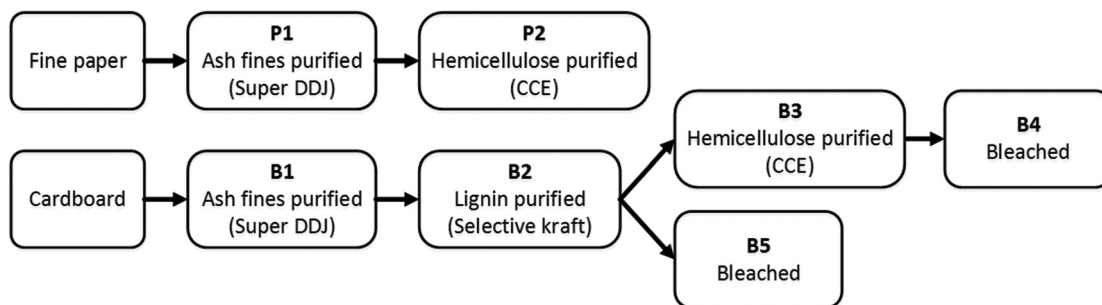 Fine paper
P1
Ash fines purified
(Super DDJ)
P2
Hemicellulose purified
(CCE)
Cardboard
B1
Ash fines purified
(Super DDJ)
B2
Lignin purified
(Selective kraft)
B3
Hemicellulose purified
(CCE)
B4
Bleached
B5
Bleached